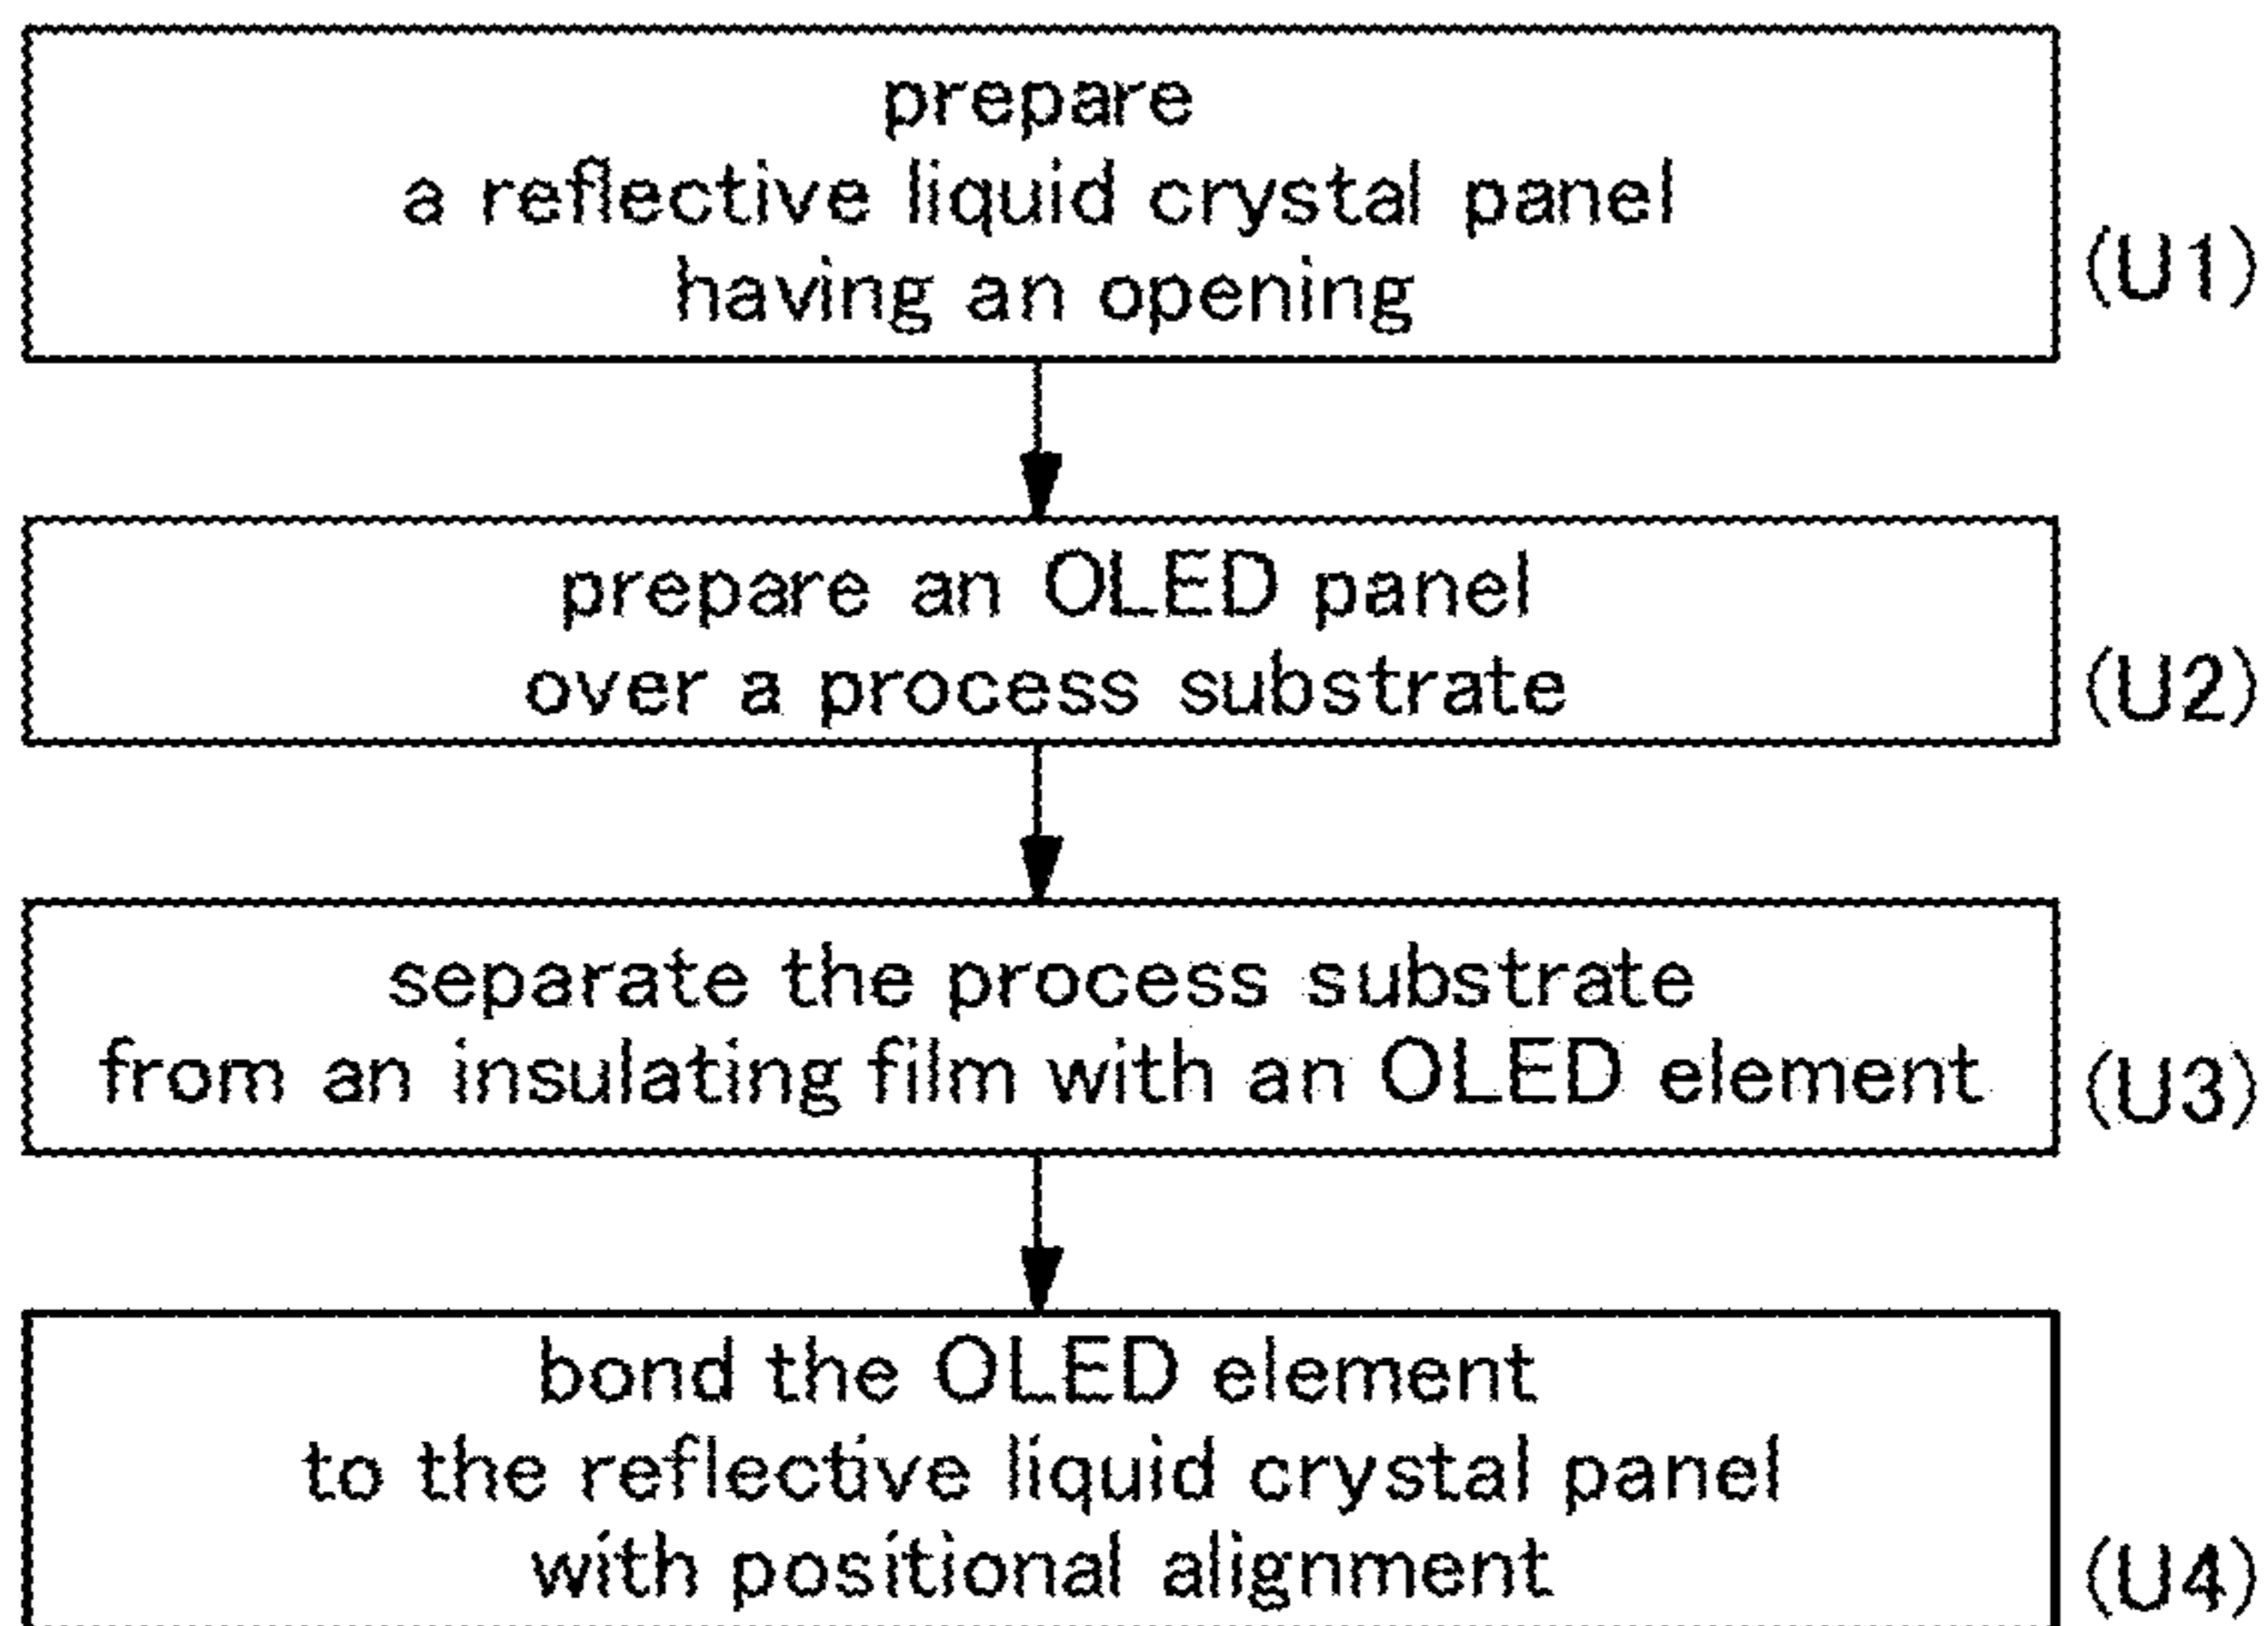 prepare
a reflective liquid crystal panel
having an opening
(U1)
prepare an OLED panel
over a process substrate
(U2)
separate the process substrate
from an insulating film with an OLED element
(U3)
bond the OLED element
to the reflective liquid crystal panel
with positional alignment
(U4)